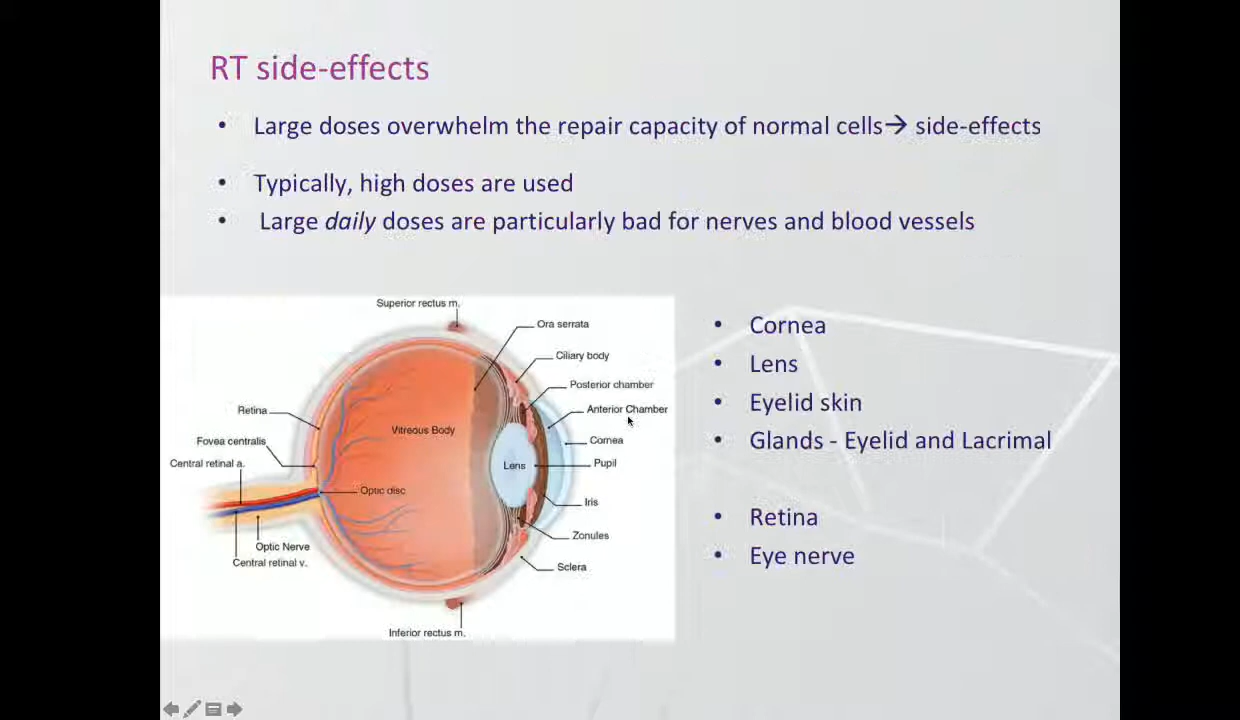 RT side-effects
• Large doses overwhelm the repair capacity of normal cells→ side-effects
• Typically, high doses are used
• Large daily doses are particularly bad for nerves and blood vessels
Superior rectus m.
Ora serrata
Ciliary body
Posterior chamber
Anterior Chamber
Cornea
Pupil
Iris
Zonules
Sclera
Retina
Fovea centralis
Central retinal a.
Vitreous Body
Lens
Optic disc
Optic Nerve
Central retinal v.
Inferior rectus m.
• Cornea
• Lens
• Eyelid skin
• Glands - Eyelid and Lacrimal
• Retina
• Eye nerve